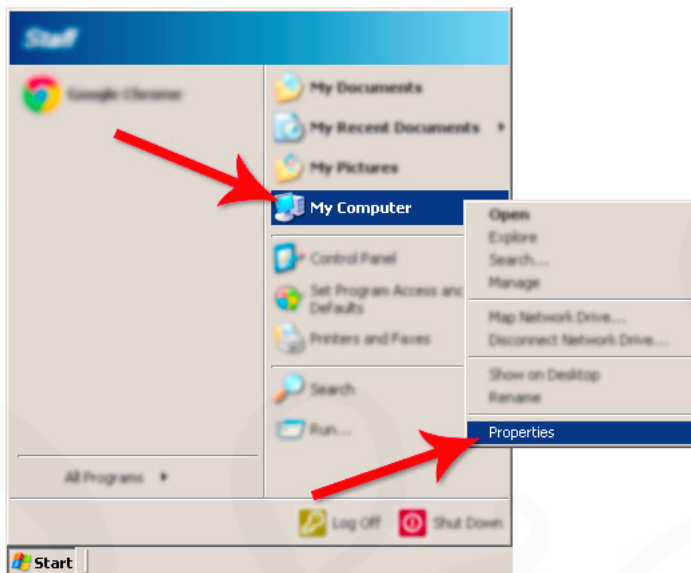 Staff
Google Chrome
My Documents
My Recent Documents
My Pictures
My Computer
Control Panel
Set Program Access and
Defaults
Printers and Faxes
Search
Run...
All Programs
Log Off
Shut Down
Start
Open
Explore
Search...
Manage
Map Network Drive...
Disconnect Network Drive...
Show on Desktop
Rename
Properties